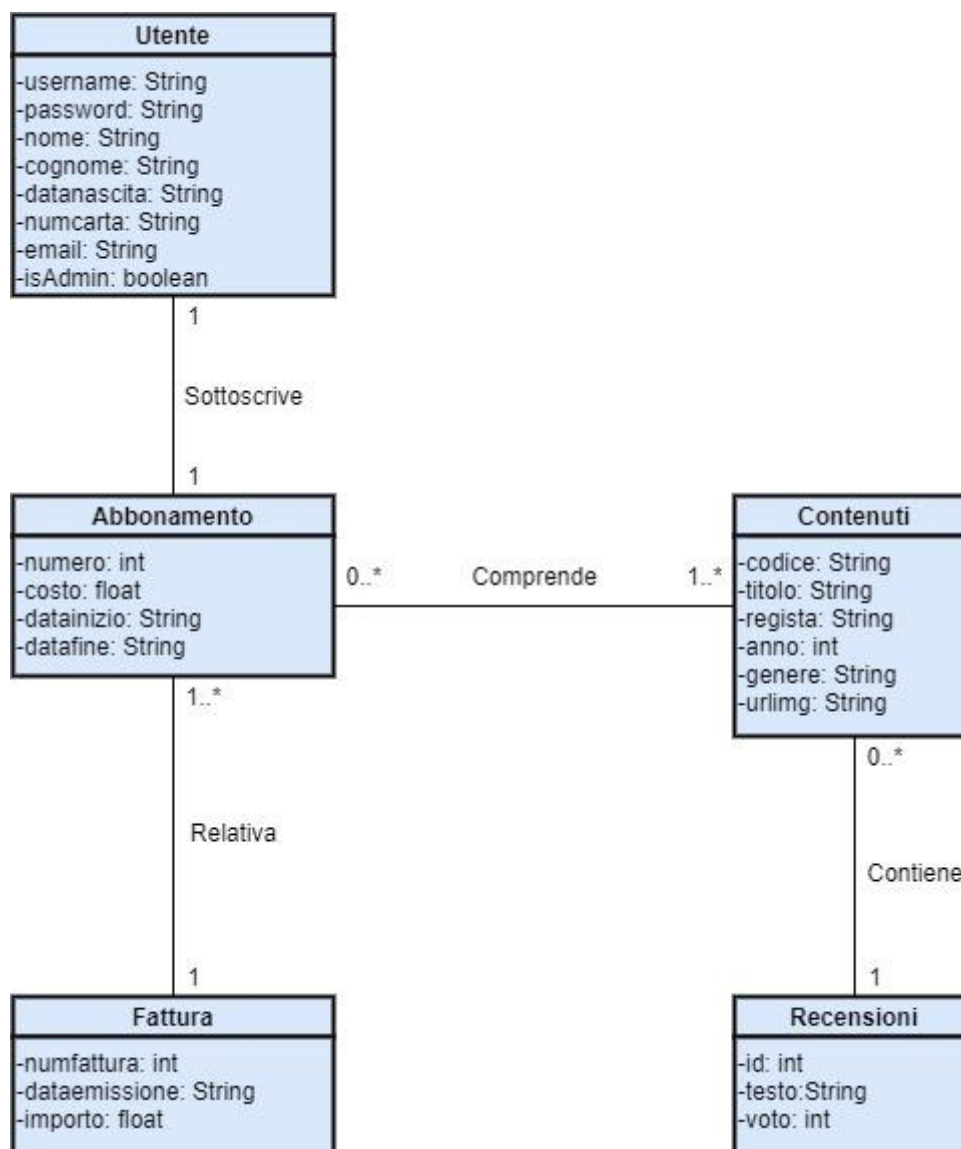 Utente
-username: String
-password: String
-nome: String
-cognome: String
-datanascita: String
-numcarta: String
-email: String
-isAdmin: boolean
1
Sottoscrive
1
Abbonamento
-numero: int
-costo: float
-datainizio: String
-datafine: String
0..*
Comprende
1..*
Contenuti
-codice: String
-titolo: String
-regista: String
-anno: int
-genere: String
-urlimg: String
1..*
Relativa
1
0..*
Contiene
1
Fattura
-numfattura: int
-dataemissione: String
-importo: float
Recensioni
-id: int
-testo:String
-voto: int